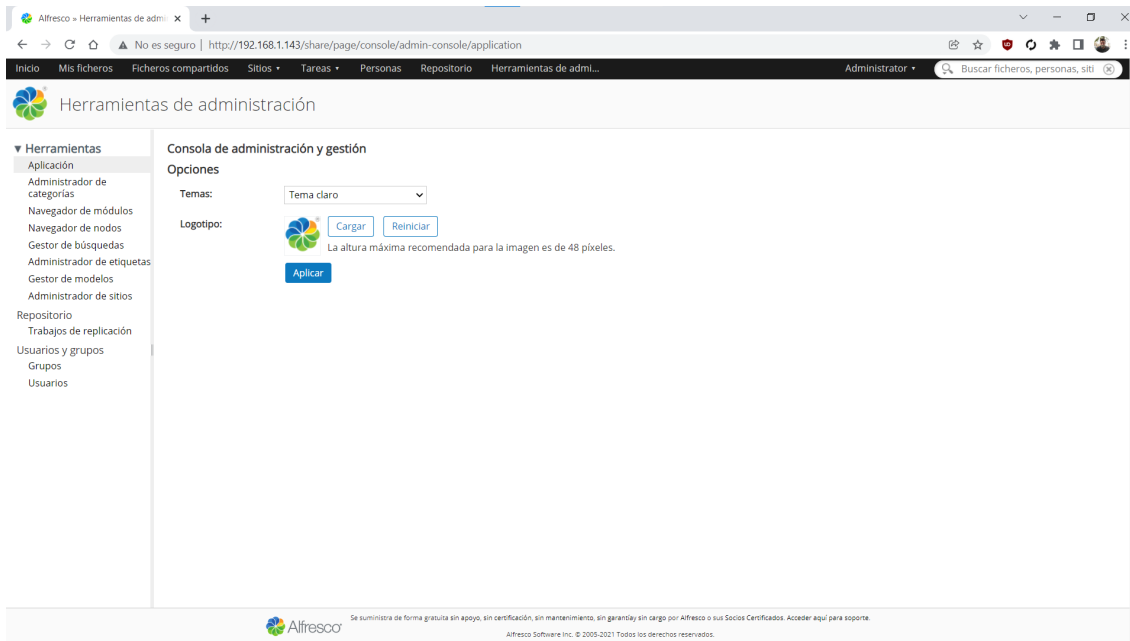 Alfresco » Herramientas de admi
No es seguro | http://192.168.1.143/share/page/console/admin-console/application
Inicio Mis ficheros Ficheros compartidos Sitios Tareas Personas Repositorio Herramientas de admi... Administrator Buscar ficheros, personas, siti
Herramientas de administración
Herramientas
Aplicación
Administrador de
categorías
Navegador de módulos
Navegador de nodos
Gestor de búsquedas
Administrador de etiquetas
Gestor de modelos
Administrador de sitios
Repositorio
Trabajos de replicación
Usuarios y grupos
Grupos
Usuarios
Consola de administración y gestión
Opciones
Temas: Tema claro
Logotipo: Cargar Reiniciar
La altura máxima recomendada para la imagen es de 48 píxeles.
Aplicar
Alfresco
Se suministra de forma gratuita sin apoyo, sin certificación, sin mantenimiento, sin garantíay sin cargo por Alfresco o sus Socios Certificados. Acceder aquí para soporte.
Alfresco Software Inc. © 2005-2021 Todos los derechos reservados.